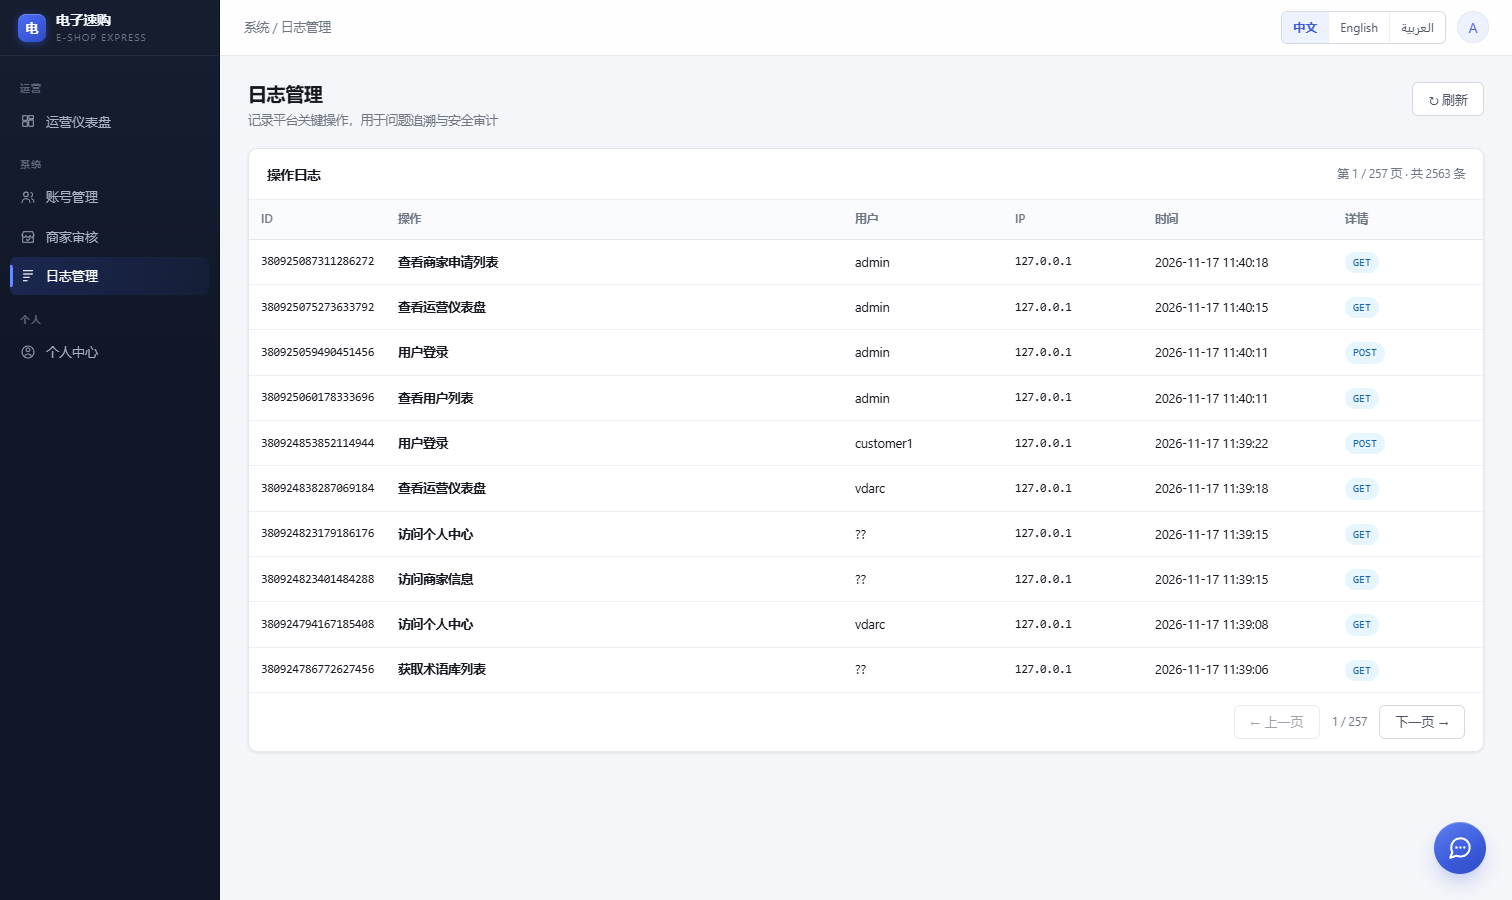 电
电子速购
E-SHOP EXPRESS
运营
运营仪表盘
系统
账号管理
商家审核
日志管理
个人
个人中心
系统 / 日志管理
中文 English العربية A
日志管理
记录平台关键操作，用于问题追溯与安全审计
↻ 刷新
操作日志
第 1 / 257 页 · 共 2563 条
ID 操作 用户 IP 时间 详情
380925087311286272 查看商家申请列表 admin 127.0.0.1 2026-11-17 11:40:18 GET
380925075273633792 查看运营仪表盘 admin 127.0.0.1 2026-11-17 11:40:15 GET
380925059490451456 用户登录 admin 127.0.0.1 2026-11-17 11:40:11 POST
380925060178333696 查看用户列表 admin 127.0.0.1 2026-11-17 11:40:11 GET
380924853852114944 用户登录 customer1 127.0.0.1 2026-11-17 11:39:22 POST
380924838287069184 查看运营仪表盘 vdarc 127.0.0.1 2026-11-17 11:39:18 GET
380924823179186176 访问个人中心 ?? 127.0.0.1 2026-11-17 11:39:15 GET
380924823401484288 访问商家信息 ?? 127.0.0.1 2026-11-17 11:39:15 GET
380924794167185408 访问个人中心 vdarc 127.0.0.1 2026-11-17 11:39:08 GET
380924786772627456 获取术语库列表 ?? 127.0.0.1 2026-11-17 11:39:06 GET
← 上一页 1 / 257 下一页 →